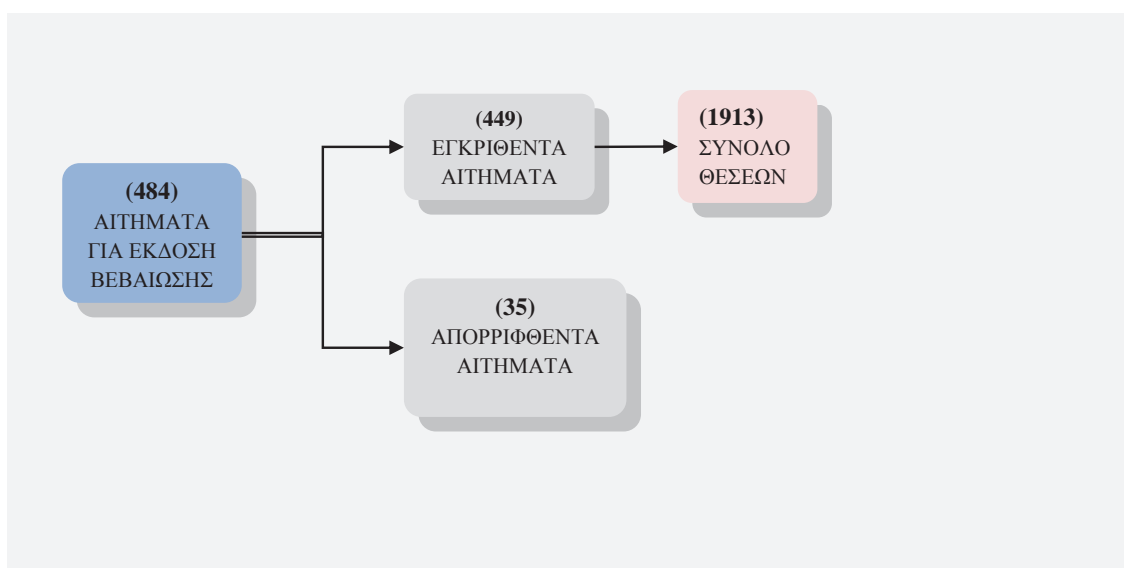 (484)
ΑΙΤΗΜΑΤΑ
ΓΙΑ ΕΚΔΟΣΗ
ΒΕΒΑΙΩΣΗΣ
(449)
ΕΓΚΡΙΘΕΝΤΑ
ΑΙΤΗΜΑΤΑ
(1913)
ΣΥΝΟΛΟ
ΘΕΣΕΩΝ
(35)
ΑΠΟΡΡΙΦΘΕΝΤΑ
ΑΙΤΗΜΑΤΑ